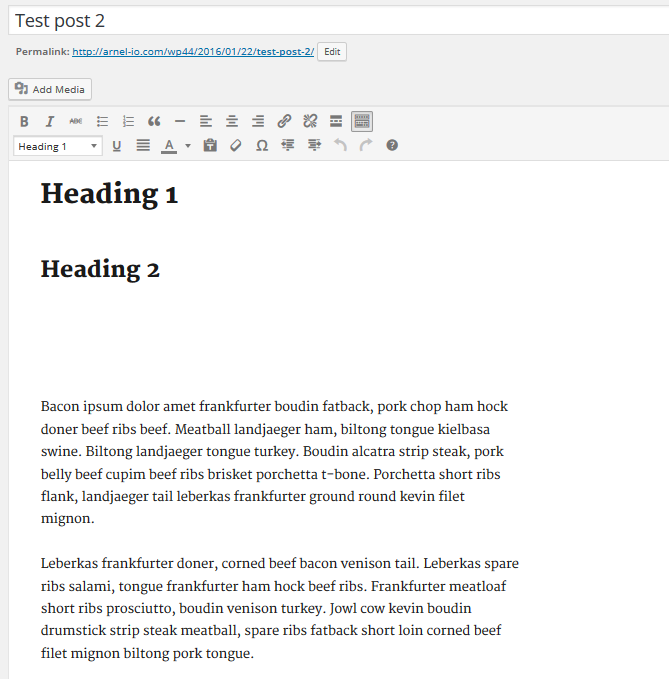 Test post 2
Permalink: http://arnel-io.com/wp44/2016/01/22/test-post-2/ Edit
Add Media
B I ABC
Heading 1 U A Ω
Heading 1
Heading 2
Bacon ipsum dolor amet frankfurter boudin fatback, pork chop ham hock
doner beef ribs beef. Meatball landjaeger ham, biltong tongue kielbasa
swine. Biltong landjaeger tongue turkey. Boudin alcatra strip steak, pork
belly beef cupim beef ribs brisket porchetta t-bone. Porchetta short ribs
flank, landjaeger tail leberkas frankfurter ground round kevin filet
mignon.
Leberkas frankfurter doner, corned beef bacon venison tail. Leberkas spare
ribs salami, tongue frankfurter ham hock beef ribs. Frankfurter meatloaf
short ribs prosciutto, boudin venison turkey. Jowl cow kevin boudin
drumstick strip steak meatball, spare ribs fatback short loin corned beef
filet mignon biltong pork tongue.